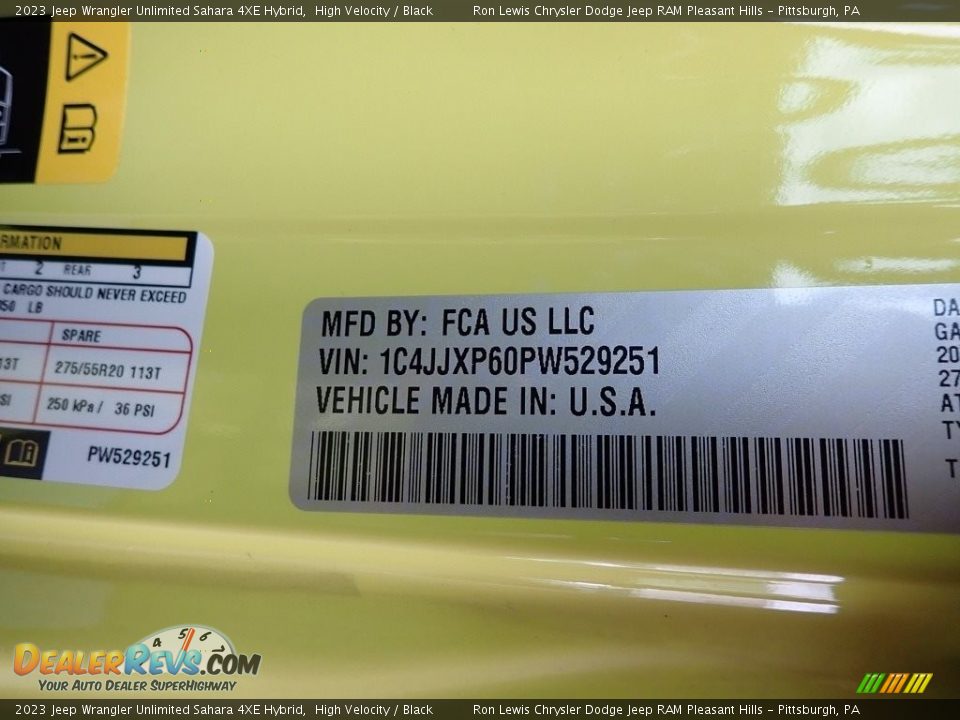 2023 Jeep Wrangler Unlimited Sahara 4XE Hybrid, High Velocity / Black Ron Lewis Chrysler Dodge Jeep RAM Pleasant Hills - Pittsburgh, PA
RMATION
2 REAR 3
CARGO SHOULD NEVER EXCEED
LB
SPARE
13T 275/55R20 113T
SI 250 kPa / 36 PSI
PW529251
MFD BY: FCA US LLC
VIN: 1C4JJXP60PW529251
VEHICLE MADE IN: U.S.A.
DA
GA
20
27
AT
TY
T
4 5 6
DEALERREVS.COM
YOUR AUTO DEALER SUPERHIGHWAY
2023 Jeep Wrangler Unlimited Sahara 4XE Hybrid, High Velocity / Black Ron Lewis Chrysler Dodge Jeep RAM Pleasant Hills - Pittsburgh, PA